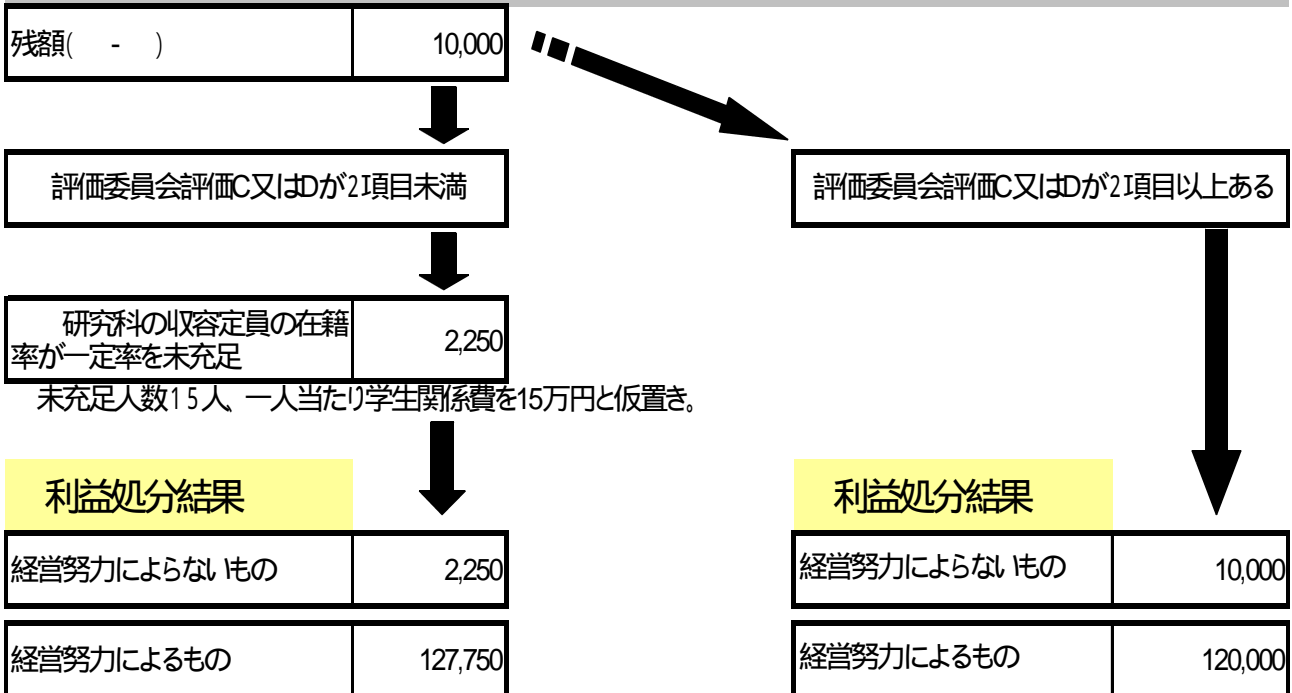 残額( - ) 10,000
評価委員会評価C又はDが2項目未満
評価委員会評価C又はDが2項目以上ある
研究科の収容定員の在籍
率が一定率を未充足 2,250
未充足人数15人、一人当たり学生関係費を15万円と仮置き。
利益処分結果
経営努力によらないもの 2,250
経営努力によるもの 127,750
利益処分結果
経営努力によらないもの 10,000
経営努力によるもの 120,000